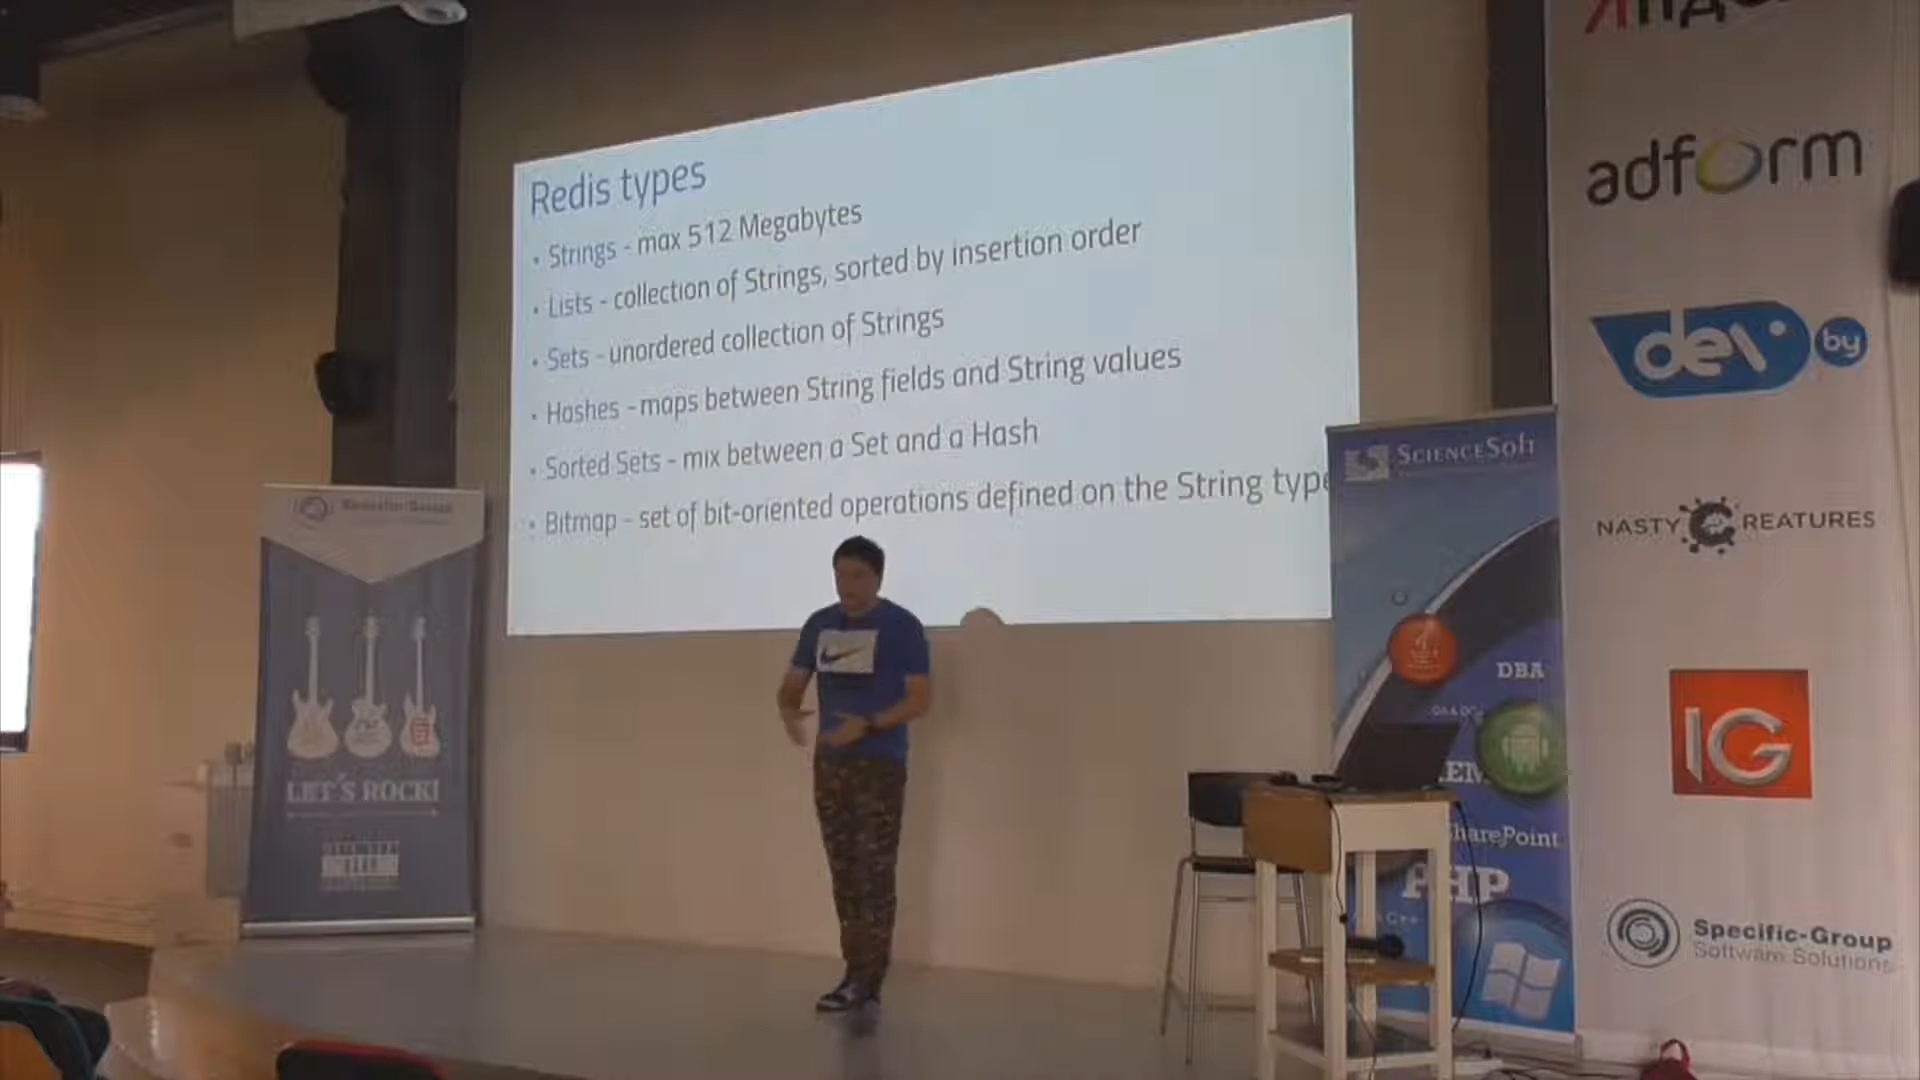 Redis types
• Strings - max 512 Megabytes
• Lists - collection of Strings, sorted by insertion order
• Sets - unordered collection of Strings
• Hashes - maps between String fields and String values
• Sorted Sets - mix between a Set and a Hash
• Bitmap - set of bit-oriented operations defined on the String type
LET'S ROCK!
SCIENCESOFT
DBA
SharePoint
PHP
C++
adform
dev by
NASTY CREATURES
IG
Specific-Group
Software Solutions